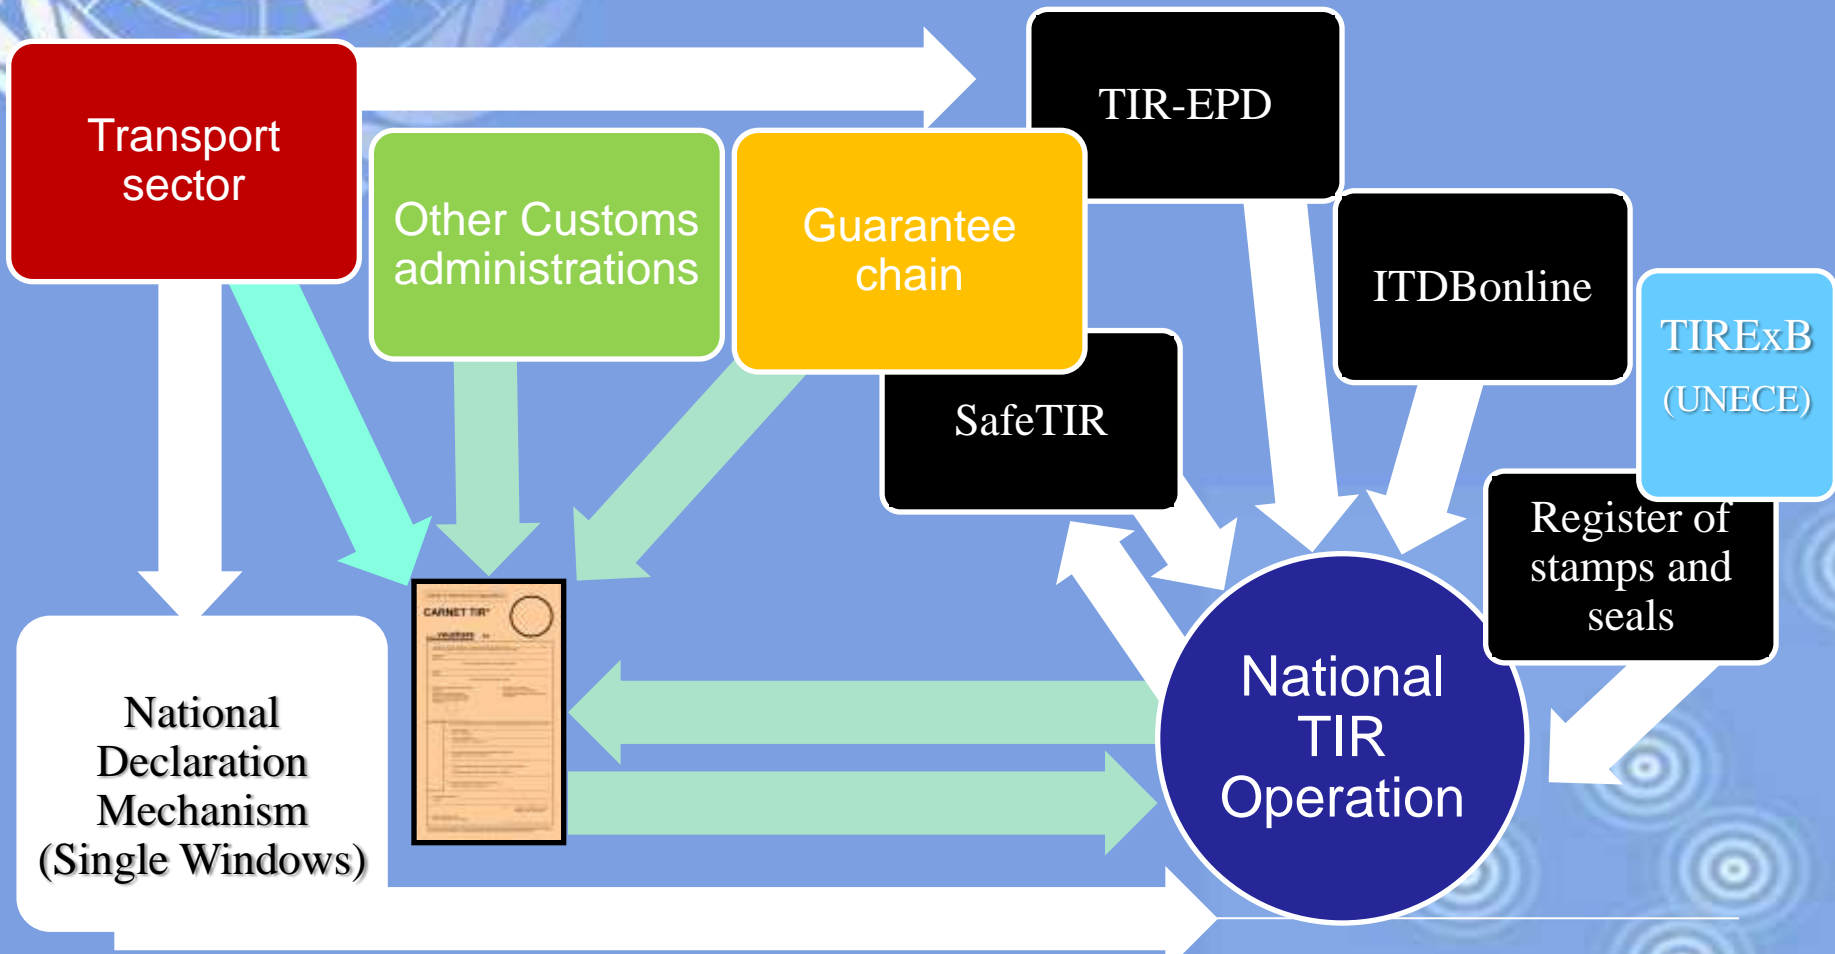 Transport
sector
Other Customs
administrations
Guarantee
chain
TIR-EPD
ITDBonline
TIRExB
(UNECE)
SafeTIR
Register of
stamps and
seals
CARNET TIR*
National
TIR
Operation
National
Declaration
Mechanism
(Single Windows)